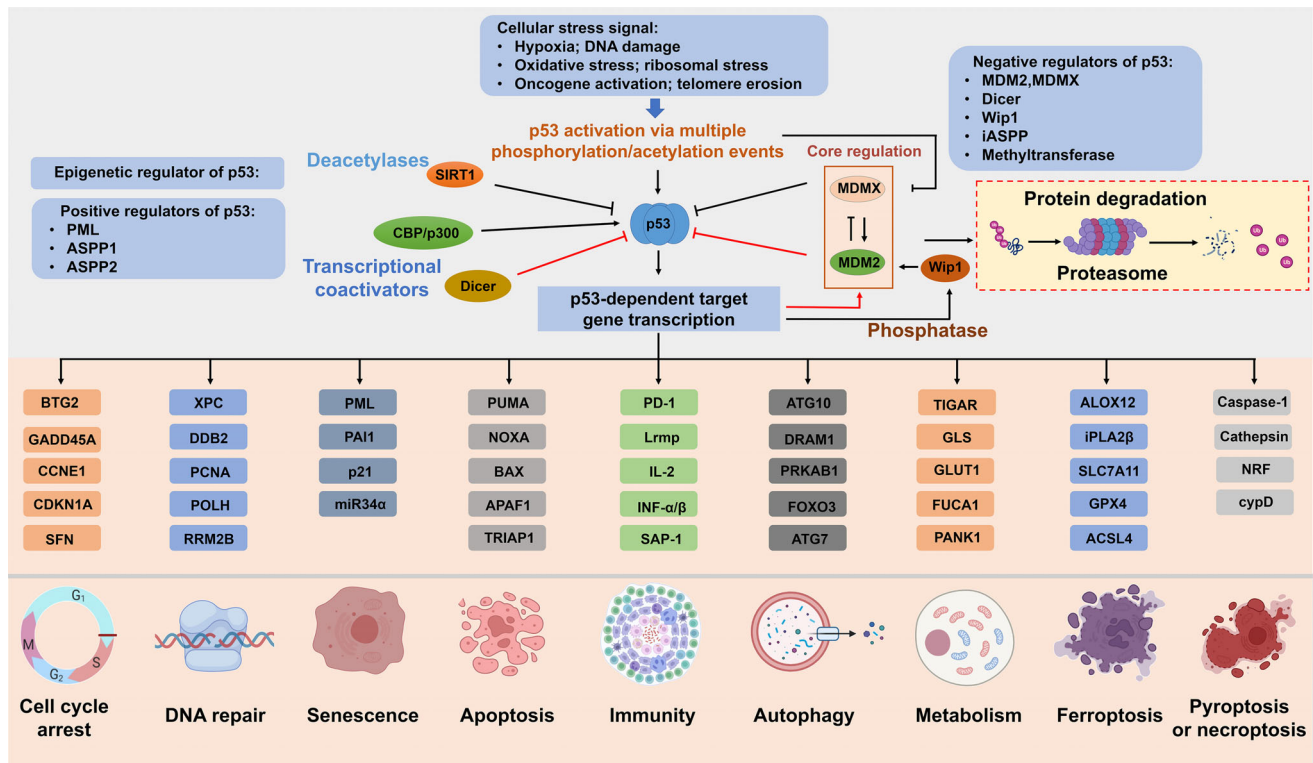 Cellular stress signal:
• Hypoxia; DNA damage
• Oxidative stress; ribosomal stress
• Oncogene activation; telomere erosion
Negative regulators of p53:
• MDM2,MDMX
• Dicer
• Wip1
• iASPP
• Methyltransferase
p53 activation via multiple
phosphorylation/acetylation events
Core regulation
Deacetylases
SIRT1
Epigenetic regulator of p53:
Positive regulators of p53:
• PML
• ASPP1
• ASPP2
CBP/p300
Transcriptional
coactivators
Dicer
p53
MDMX
MDM2
Wip1
Phosphatase
Protein degradation
Ub
Ub
Ub
Ub
Proteasome
p53-dependent target
gene transcription
BTG2
GADD45A
CCNE1
CDKN1A
SFN
XPC
DDB2
PCNA
POLH
RRM2B
PML
PAI1
p21
miR34α
PUMA
NOXA
BAX
APAF1
TRIAP1
PD-1
Lrmp
IL-2
INF-α/β
SAP-1
ATG10
DRAM1
PRKAB1
FOXO3
ATG7
TIGAR
GLS
GLUT1
FUCA1
PANK1
ALOX12
iPLA2β
SLC7A11
GPX4
ACSL4
Caspase-1
Cathepsin
NRF
cypD
G1
M
S
G2
Cell cycle
arrest
DNA repair
Senescence
Apoptosis
Immunity
Autophagy
Metabolism
Ferroptosis
Pyroptosis
or necroptosis